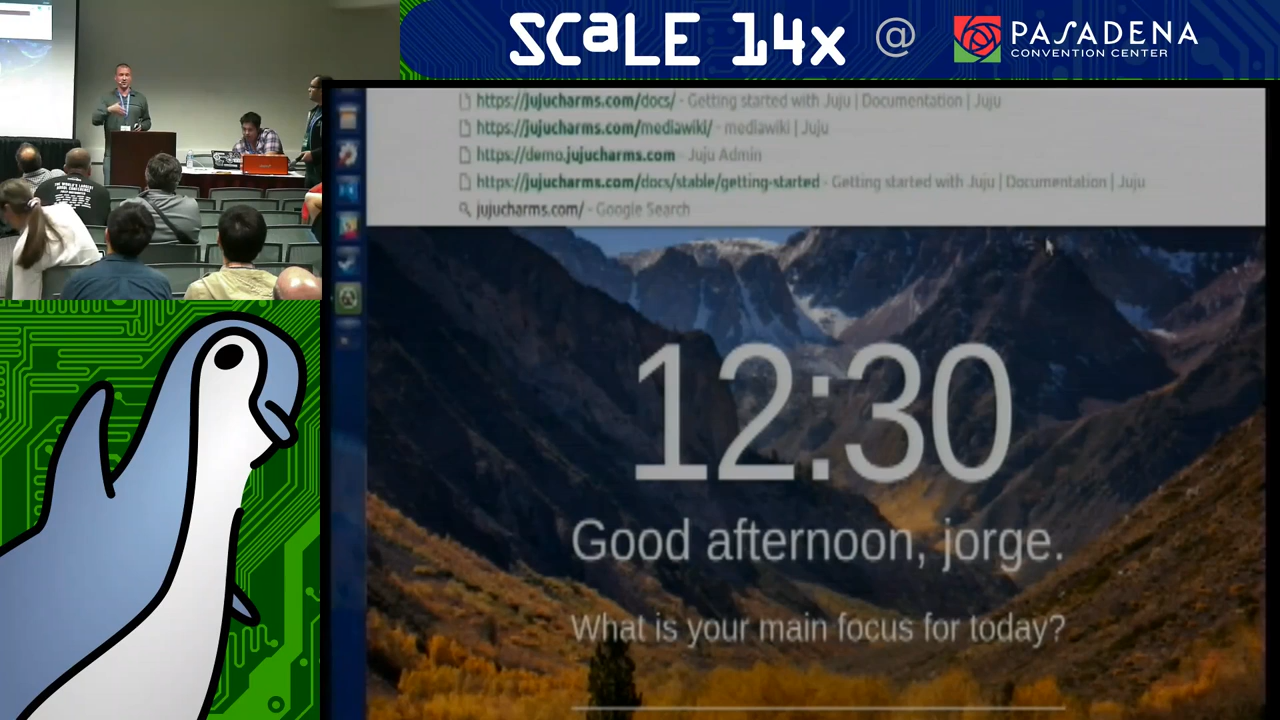 SCaLE 14x @ PASADENA
CONVENTION CENTER
https://jujucharms.com/docs/ - Getting started with Juju | Documentation | Juju
https://jujucharms.com/mediawiki/ - mediawiki | Juju
https://demo.jujucharms.com - Juju Admin
https://jujucharms.com/docs/stable/getting-started - Getting started with Juju | Documentation | Juju
jujucharms.com/ - Google Search
12:30
Good afternoon, jorge.
What is your main focus for today?